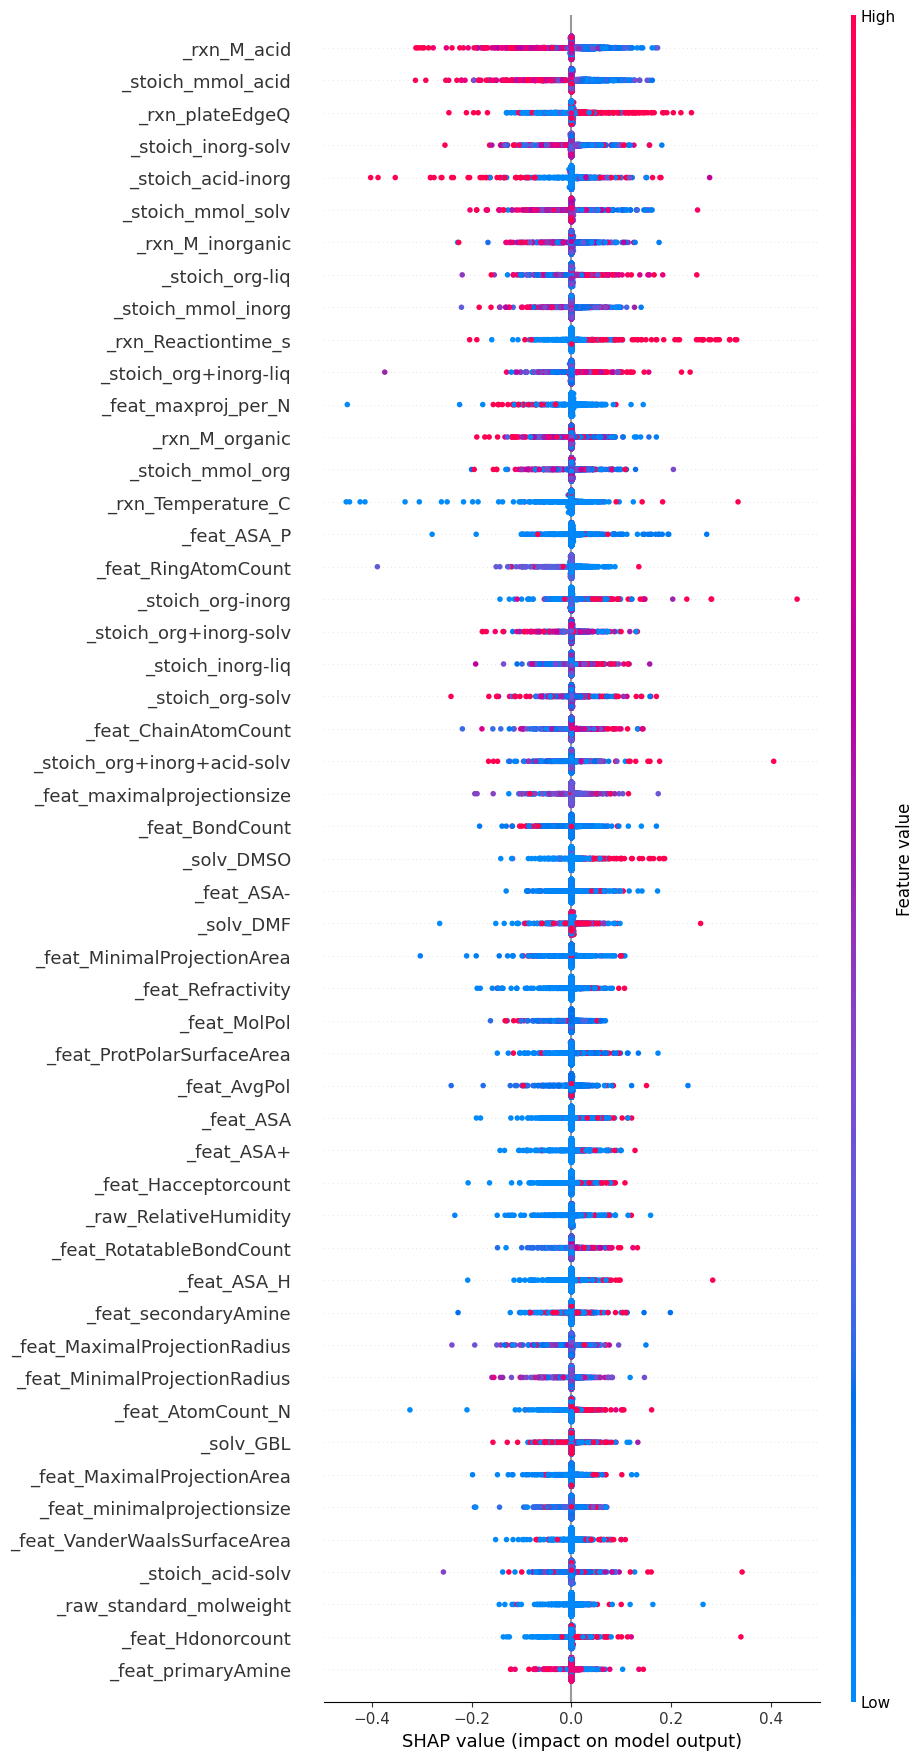 High
_rxn_M_acid
_stoich_mmol_acid
_rxn_plateEdgeQ
_stoich_inorg-solv
_stoich_acid-inorg
_stoich_mmol_solv
_rxn_M_inorganic
_stoich_org-liq
_stoich_mmol_inorg
_rxn_Reactiontime_s
_stoich_org+inorg-liq
_feat_maxproj_per_N
_rxn_M_organic
_stoich_mmol_org
_rxn_Temperature_C
_feat_ASA_P
_feat_RingAtomCount
_stoich_org-inorg
_stoich_org+inorg-solv
_stoich_inorg-liq
_stoich_org-solv
_feat_ChainAtomCount
_stoich_org+inorg+acid-solv
_feat_maximalprojectionsize
_feat_BondCount
_solv_DMSO
_feat_ASA-
_solv_DMF
_feat_MinimalProjectionArea
_feat_Refractivity
_feat_MolPol
_feat_ProtPolarSurfaceArea
_feat_AvgPol
_feat_ASA
_feat_ASA+
_feat_Hacceptorcount
_raw_RelativeHumidity
_feat_RotatableBondCount
_feat_ASA_H
_feat_secondaryAmine
_feat_MaximalProjectionRadius
_feat_MinimalProjectionRadius
_feat_AtomCount_N
_solv_GBL
_feat_MaximalProjectionArea
_feat_minimalprojectionsize
_feat_VanderWaalsSurfaceArea
_stoich_acid-solv
_raw_standard_molweight
_feat_Hdonorcount
_feat_primaryAmine
Feature value
Low
−0.4 −0.2 0.0 0.2 0.4
SHAP value (impact on model output)